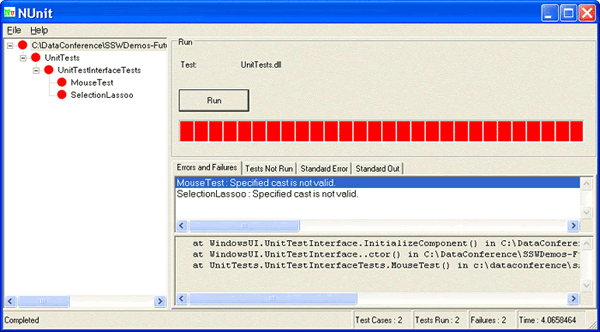 NUnit
File Help
C:\DataConference\SSWDemos-Fut
UnitTests
UnitTestInterfaceTests
MouseTest
SelectionLassoo
Run
Test: UnitTests.dll
Run
Errors and Failures Tests Not Run Standard Error Standard Out
MouseTest : Specified cast is not valid.
SelectionLassoo : Specified cast is not valid.
at WindowsUI.UnitTestInterface.InitializeComponent() in C:\DataConfere
at WindowsUI.UnitTestInterface..ctor() in C:\DataConference\SSWDemos-F
at UnitTests.UnitTestInterfaceTests.MouseTest() in c:\dataconference\s
Completed Test Cases : 2 Tests Run : 2 Failures : 2 Time : 4.0658464